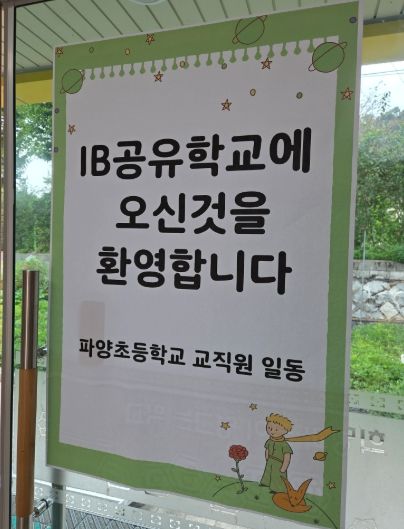 IB공유학교에
오신것을
환영합니다
파양초등학교 교직원 일동